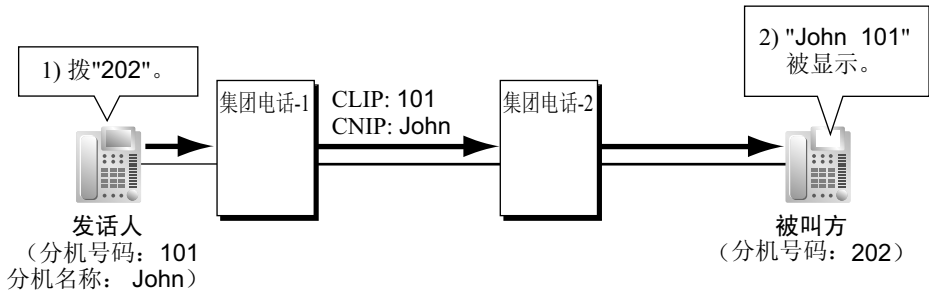 1) 拨"202"。
集团电话-1
CLIP: 101
CNIP: John
集团电话-2
2) "John 101"
被显示。
发话人
（分机号码：101
分机名称： John）
被叫方
（分机号码：202）